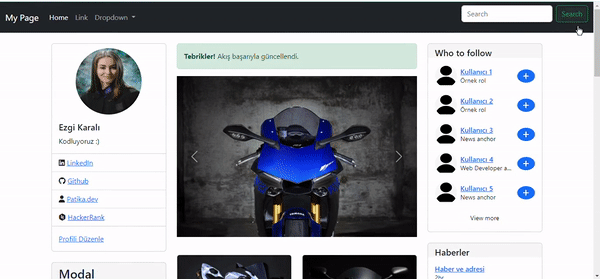 My Page Home Link Dropdown Search Search
Ezgi Karalı
Kodluyoruz :)
LinkedIn
Github
Patika.dev
HackerRank
Profili Düzenle
Modal
Tebrikler! Akış başarıyla güncellendi.
Who to follow
Kullanıcı 1
Örnek rol
Kullanıcı 2
Örnek rol
Kullanıcı 3
News anchor
Kullanıcı 4
Web Developer a...
Kullanıcı 5
News anchor
View more
Haberler
Haber ve adresi